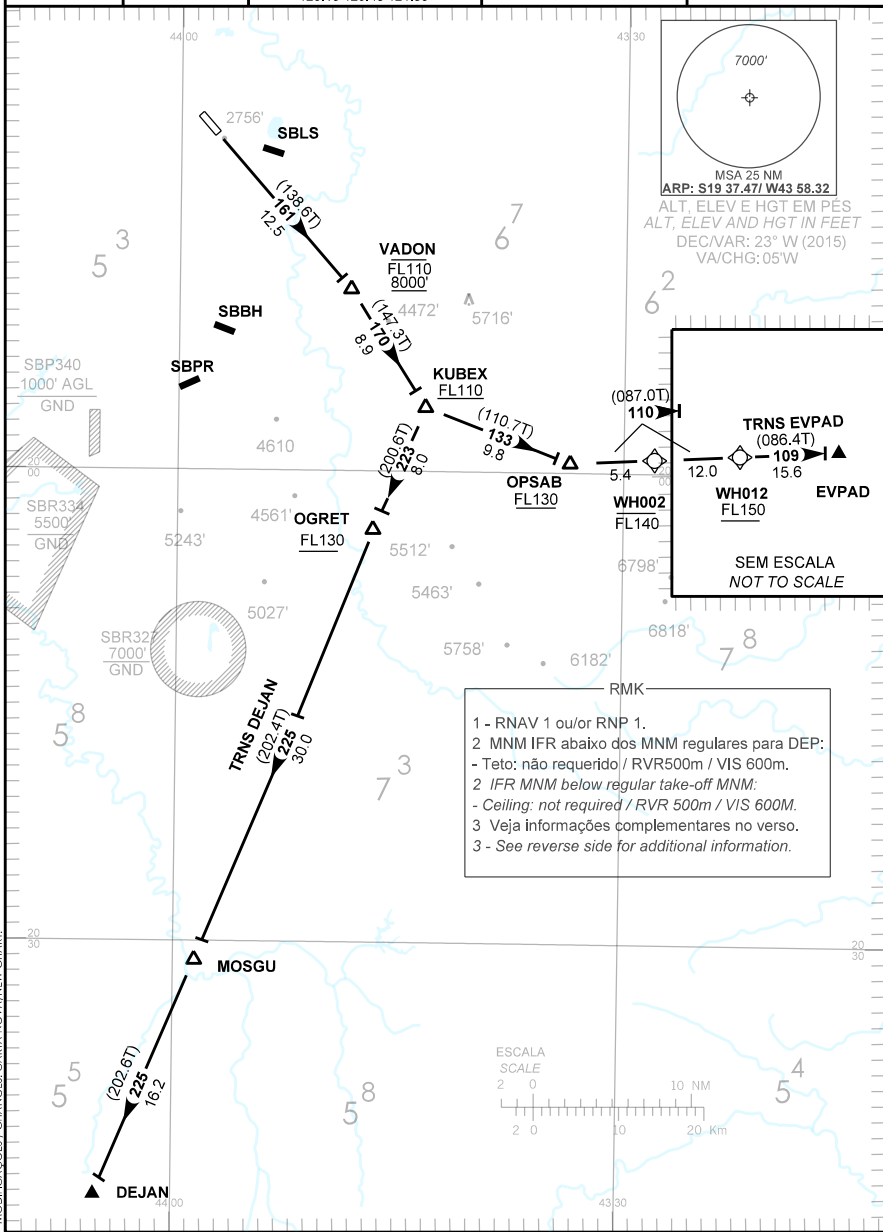 44 00
43 30
7000'
MSA 25 NM
ARP: S19 37.47/ W43 58.32
ALT, ELEV E HGT EM PÉS
ALT, ELEV AND HGT IN FEET
DEC/VAR: 23° W (2015)
VA/CHG: 05'W
2756'
SBLS
(138.6T)
161
12.5
5 3
6 7
VADON
FL110
8000'
(147.3T)
170
8.9
4472'
5716'
6 2
SBBH
SBPR
SBP340
1000' AGL
GND
KUBEX
FL110
(110.7T)
133
9.8
(087.0T)
110
TRNS EVPAD
(086.4T)
109
15.6
EVPAD
4610
(200.6T)
223
8.0
OPSAB
FL130
5.4
12.0
20 00
20 00
WH002
FL140
WH012
FL150
SBR334
5500'
GND
4561'
5243'
OGRET
FL130
5512'
SEM ESCALA
NOT TO SCALE
5027'
5463'
6798'
SBR327
7000'
GND
5758'
6182'
6818'
7 8
5 8
TRNS DEJAN
(202.4T)
225
30.0
7 3
RMK
1 - RNAV 1 ou/or RNP 1.
2 MNM IFR abaixo dos MNM regulares para DEP:
- Teto: não requerido / RVR500m / VIS 600m.
2 IFR MNM below regular take-off MNM:
- Ceiling: not required / RVR 500m / VIS 600M.
3 Veja informações complementares no verso.
3 - See reverse side for additional information.
20 30
20 30
MOSGU
(202.6T)
225
16.2
5 5
5 8
5 4
ESCALA
SCALE
2 0 10 NM
2 0 10 20 Km
DEJAN
44 00
43 30